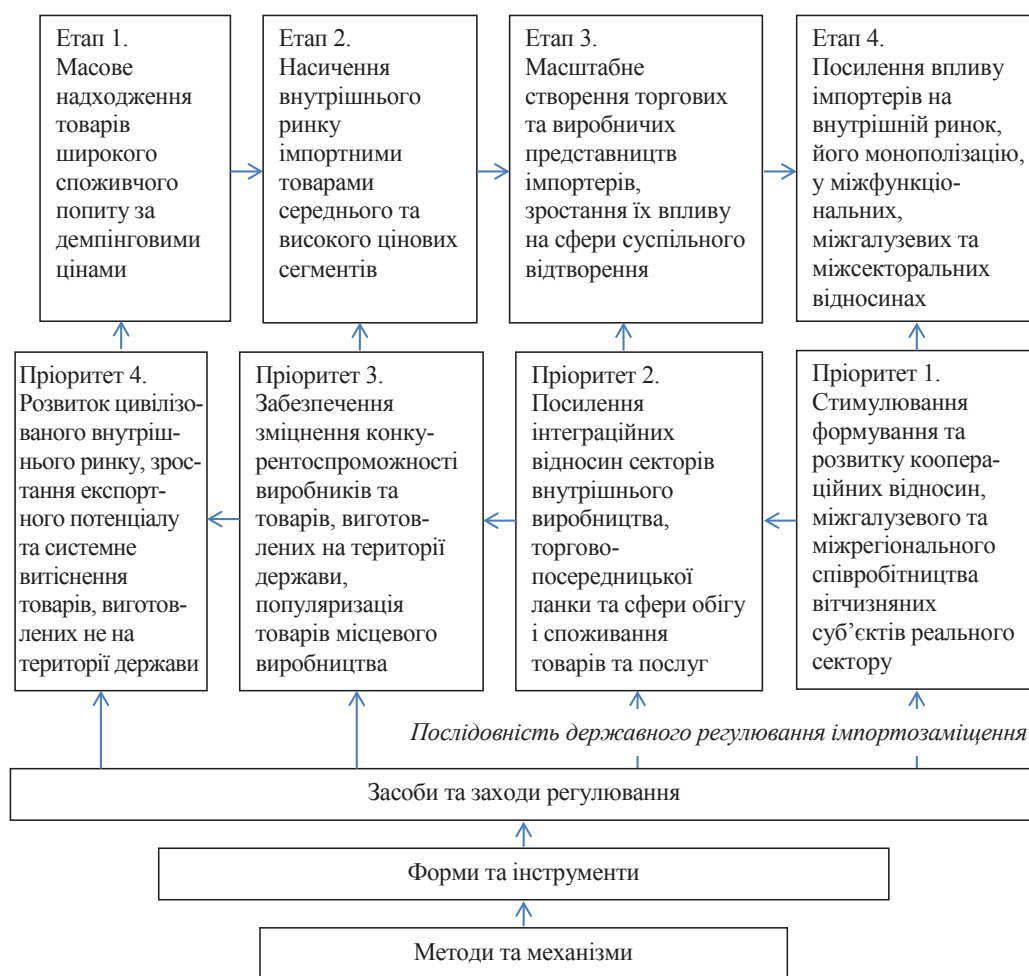 Етап 1.
Масове
надходження
товарів
широкого
споживчого
попиту за
демпінговими
цінами
Етап 2.
Насичення
внутрішнього
ринку
імпортними
товарами
середнього та
високого цінових
сегментів
Етап 3.
Масштабне
створення торгових
та виробничих
представництв
імпортерів,
зростання їх впливу
на сфери суспільного
відтворення
Етап 4.
Посилення впливу
імпортерів на
внутрішній ринок,
його монополізацію,
у міжфункціо-
нальних,
міжгалузевих та
міжсекторальних
відносинах
Пріоритет 4.
Розвиток цивілізо-
ваного внутріш-
нього ринку, зрос-
тання експорт-
ного потенціалу
та системне
витіснення
товарів, виготов-
лених не на
території держави
Пріоритет 3.
Забезпечення
зміцнення конку-
рентоспроможності
виробників та
товарів, виготов-
лених на території
держави,
популяризація
товарів місцевого
виробництва
Пріоритет 2.
Посилення
інтеграційних
відносин секторів
внутрішнього
виробництва,
торгово-
посередницької
ланки та сфери обігу
і споживання
товарів та послуг
Пріоритет 1.
Стимулювання
формування та
розвитку коопера-
ційних відносин,
міжгалузевого та
міжрегіонального
співробітництва
вітчизняних
суб’єктів реального
сектору
Послідовність державного регулювання імпортозаміщення
Засоби та заходи регулювання
Форми та інструменти
Методи та механізми